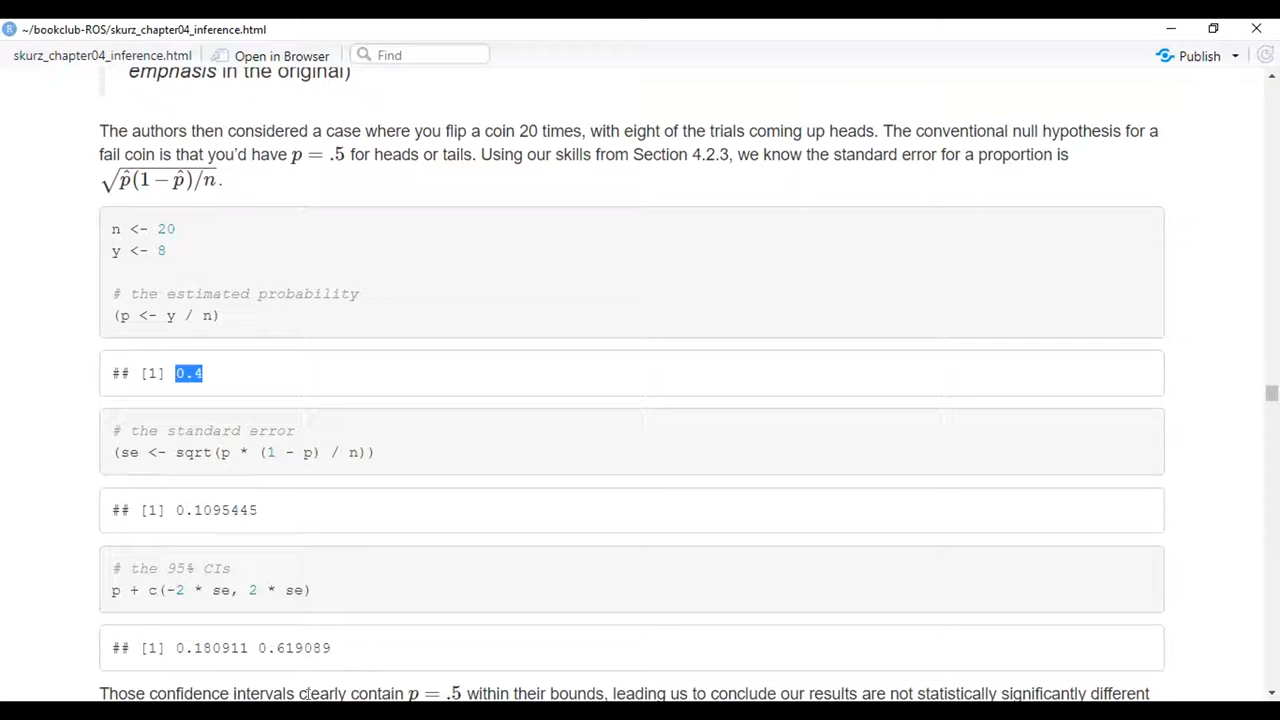 ~/bookclub-ROS/skurz_chapter04_inference.html
skurz_chapter04_inference.html Open in Browser Find Publish
emphasis in the original)
The authors then considered a case where you flip a coin 20 times, with eight of the trials coming up heads. The conventional null hypothesis for a
fail coin is that you’d have p = .5 for heads or tails. Using our skills from Section 4.2.3, we know the standard error for a proportion is
√p̂(1 − p̂)/n.
n <- 20
y <- 8
# the estimated probability
(p <- y / n)
## [1] 0.4
# the standard error
(se <- sqrt(p * (1 - p) / n))
## [1] 0.1095445
# the 95% CIs
p + c(-2 * se, 2 * se)
## [1] 0.180911 0.619089
Those confidence intervals clearly contain p = .5 within their bounds, leading us to conclude our results are not statistically significantly different